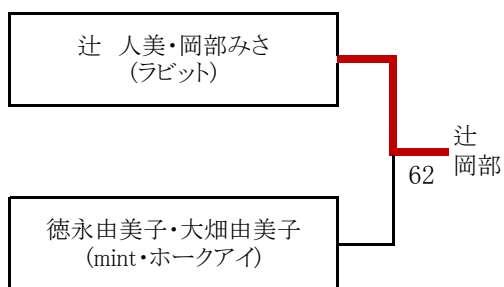 辻　人美・岡部みさ
(ラビット)
辻
岡部
62
徳永由美子・大畑由美子
(mint・ホークアイ)